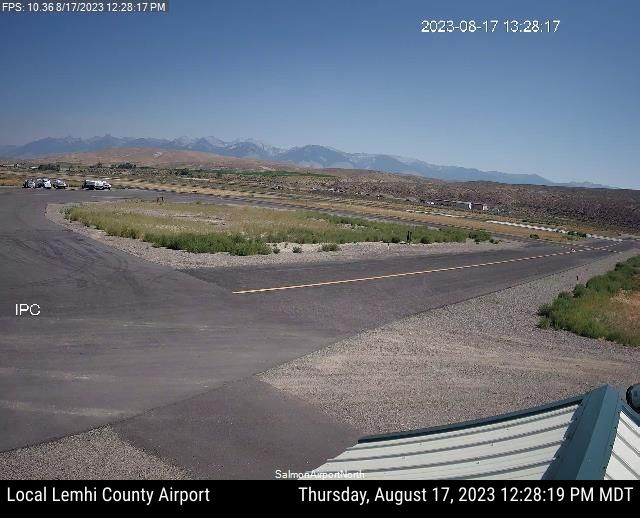 FPS: 10.36 8/17/2023 12:28:17 PM
2023-08-17 13:28:17
IPC
SalmonAirportNorth
Local Lemhi County Airport Thursday, August 17, 2023 12:28:19 PM MDT